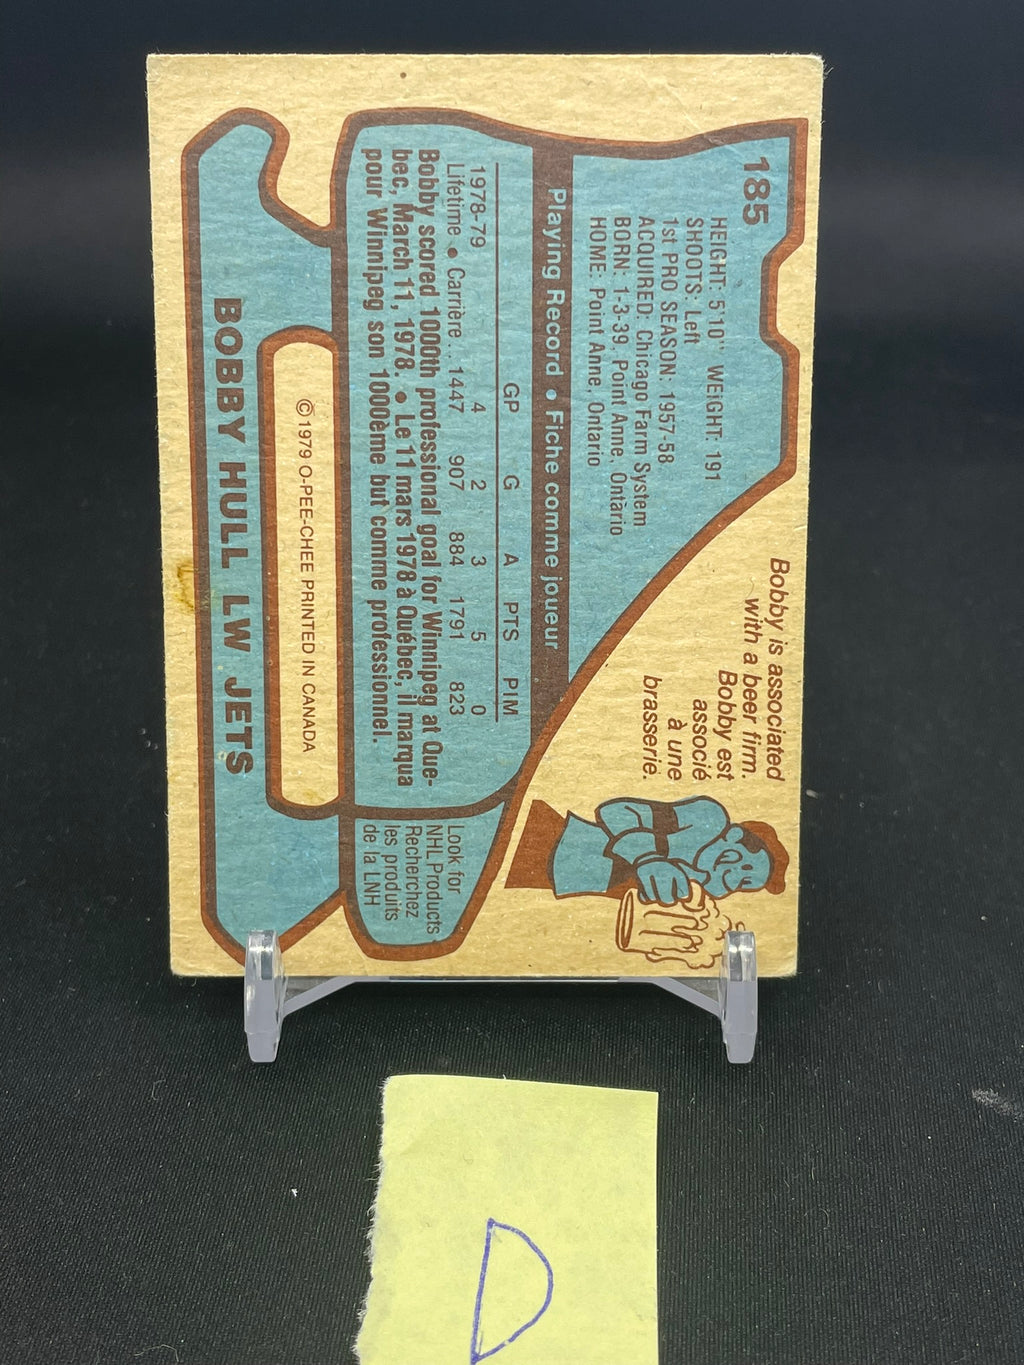 185
HEIGHT: 5'10" WEIGHT: 191
SHOOTS: Left
1st PRO SEASON: 1957-58
ACQUIRED: Chicago Farm System
BORN: 1-3-39, Point Anne, Ontario
HOME: Point Anne, Ontario
Bobby is associated
with a beer firm.
Bobby est
associé
à une
brasserie.
Playing Record • Fiche comme joueur
GP G A PTS PIM
1978-79 4 2 3 5 0
Lifetime • Carrière .. 1447 907 884 1791 823
Bobby scored 1000th professional goal for Winnipeg at Que-
bec, March 11, 1978. • Le 11 mars 1978 à Québec, il marqua
pour Winnipeg son 1000ème but comme professionnel.
Look for
NHL Products
Recherchez
les produits
de la LNH
©1979 O-PEE-CHEE PRINTED IN CANADA
BOBBY HULL LW JETS
D